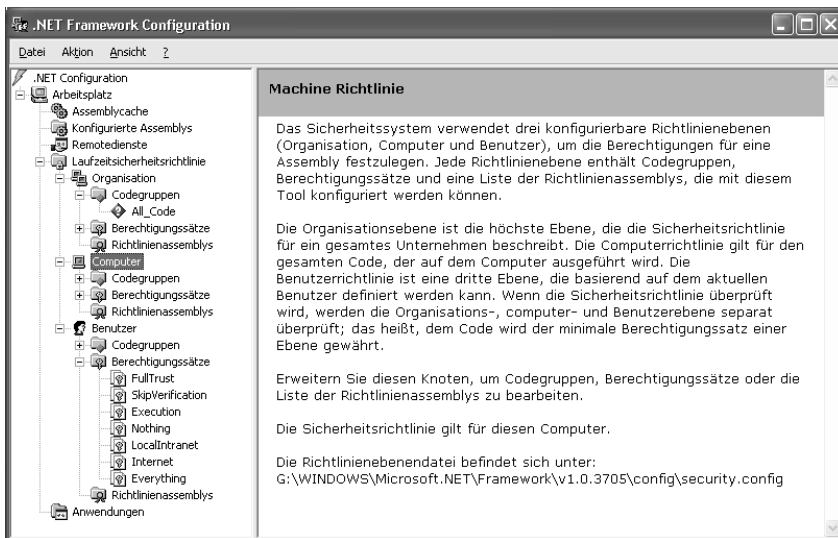 .NET Framework Configuration
Datei Aktion Ansicht ?
.NET Configuration
Arbeitsplatz
Assemblycache
Konfigurierte Assemblys
Remotedienste
Laufzeitsicherheitsrichtlinie
Organisation
Codegruppen
All_Code
Berechtigungssätze
Richtlinienassemblys
Computer
Codegruppen
Berechtigungssätze
Richtlinienassemblys
Benutzer
Codegruppen
Berechtigungssätze
FullTrust
SkipVerification
Execution
Nothing
LocalIntranet
Internet
Everything
Richtlinienassemblys
Anwendungen
Machine Richtlinie
Das Sicherheitssystem verwendet drei konfigurierbare Richtlinienebenen
(Organisation, Computer und Benutzer), um die Berechtigungen für eine
Assembly festzulegen. Jede Richtlinienebene enthält Codegruppen,
Berechtigungssätze und eine Liste der Richtlinienassemblys, die mit diesem
Tool konfiguriert werden können.
Die Organisationsebene ist die höchste Ebene, die die Sicherheitsrichtlinie
für ein gesamtes Unternehmen beschreibt. Die Computerrichtlinie gilt für den
gesamten Code, der auf dem Computer ausgeführt wird. Die
Benutzerrichtlinie ist eine dritte Ebene, die basierend auf dem aktuellen
Benutzer definiert werden kann. Wenn die Sicherheitsrichtlinie überprüft
wird, werden die Organisations-, computer- und Benutzerebene separat
überprüft; das heißt, dem Code wird der minimale Berechtigungssatz einer
Ebene gewährt.
Erweitern Sie diesen Knoten, um Codegruppen, Berechtigungssätze oder die
Liste der Richtlinienassemblys zu bearbeiten.
Die Sicherheitsrichtlinie gilt für diesen Computer.
Die Richtlinienebenendatei befindet sich unter:
G:\WINDOWS\Microsoft.NET\Framework\v1.0.3705\config\security.config